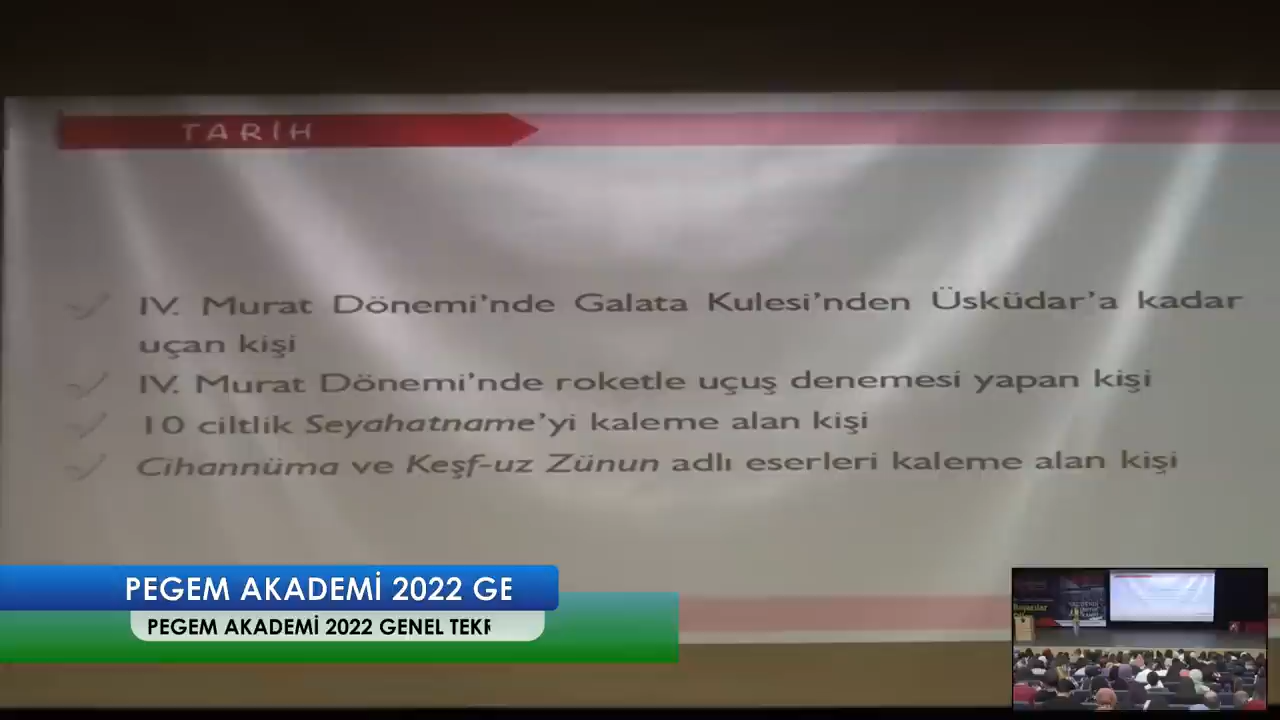 TARİH
IV. Murat Dönemi’nde Galata Kulesi’nden Üsküdar’a kadar
uçan kişi
IV. Murat Dönemi’nde roketle uçuş denemesi yapan kişi
10 ciltlik Seyahatname’yi kaleme alan kişi
Cihannüma ve Keşf-uz Zünun adlı eserleri kaleme alan kişi
PEGEM AKADEMİ 2022 GE
PEGEM AKADEMİ 2022 GENEL TEKR